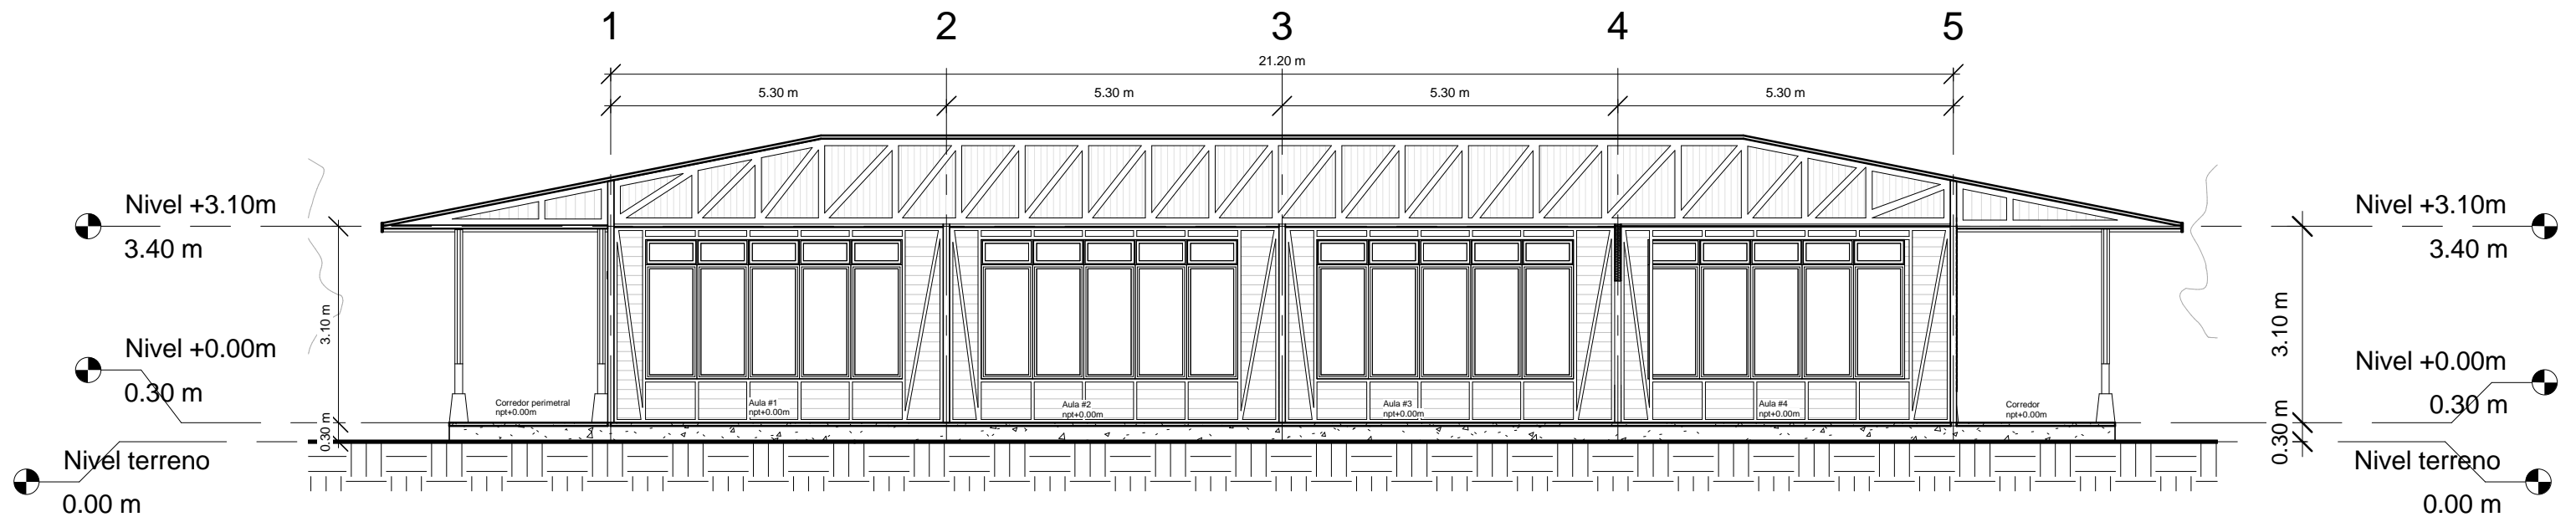 1 2 3 4 5
21.20 m
5.30 m 5.30 m 5.30 m 5.30 m
Nivel +3.10m
3.40 m
Nivel +3.10m
3.40 m
3.10 m
3.10 m
Nivel +0.00m
0.30 m
Nivel +0.00m
0.30 m
Corredor perimetral
npt+0.00m
Aula #1
npt+0.00m
Aula #2
npt+0.00m
Aula #3
npt+0.00m
Aula #4
npt+0.00m
Corredor
npt+0.00m
0.30 m
0.30 m
Nivel terreno
0.00 m
Nivel terreno
0.00 m